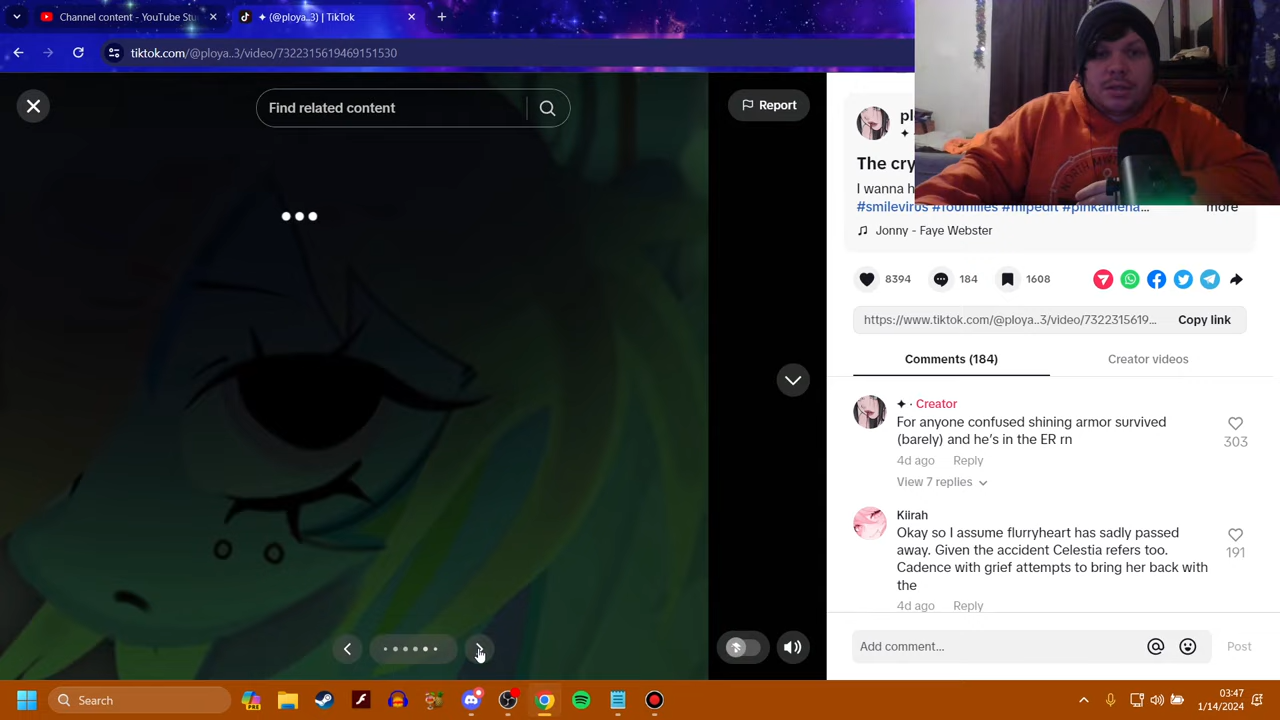 Channel content - YouTube Stu
✦ (@ploya..3) | TikTok
tiktok.com/@ploya..3/video/7322315619469151530
Find related content
Report
The cry
I wanna h
#smilevirus #foumilies #mlpedit #pinkamena... more
Jonny - Faye Webster
8394 184 1608
https://www.tiktok.com/@ploya..3/video/7322315619... Copy link
Comments (184) Creator videos
✦ · Creator
For anyone confused shining armor survived
(barely) and he's in the ER rn
303
4d ago Reply
View 7 replies
Kiirah
Okay so I assume flurryheart has sadly passed
away. Given the accident Celestia refers too.
Cadence with grief attempts to bring her back with
the
191
4d ago Reply
Add comment... Post
Search
03:47
1/14/2024